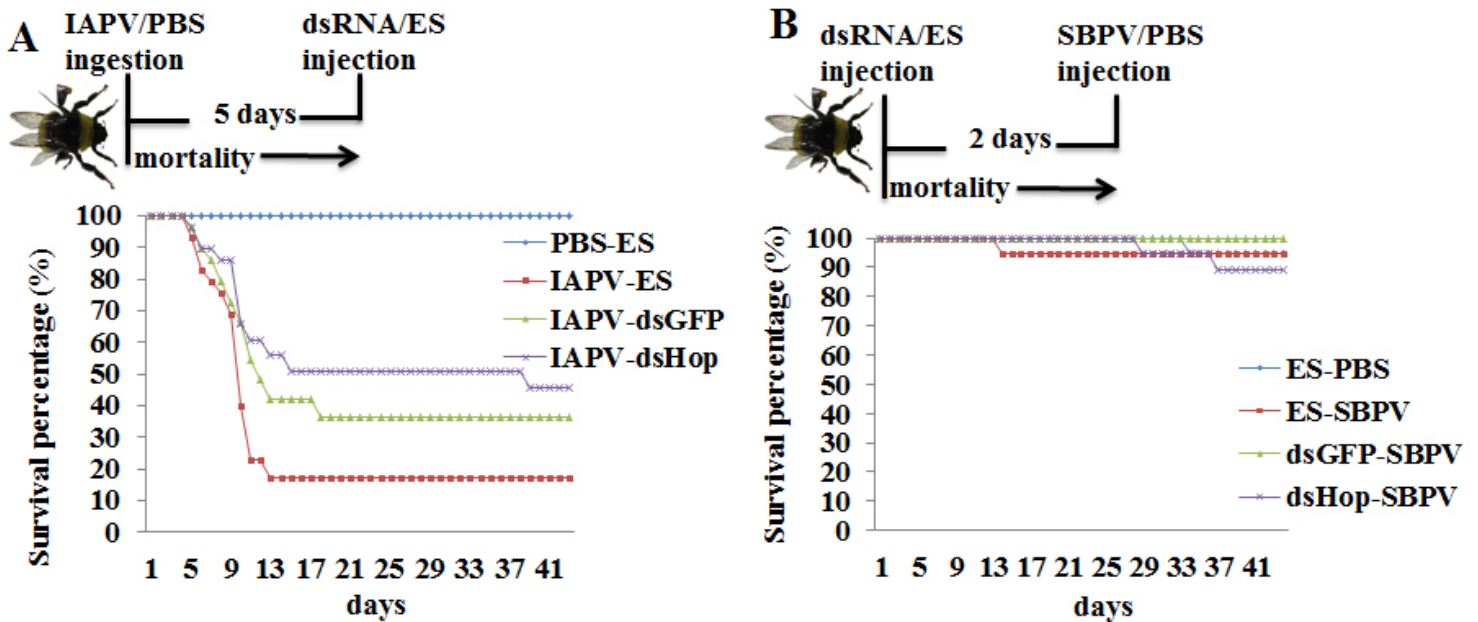 A
IAPV/PBS
ingestion
dsRNA/ES
injection
5 days
mortality
Survival percentage (%)
100
90
80
70
60
50
40
30
20
10
0
1 5 9 13 17 21 25 29 33 37 41
days
PBS-ES
IAPV-ES
IAPV-dsGFP
IAPV-dsHop
B
dsRNA/ES
injection
SBPV/PBS
injection
2 days
mortality
Survival percentage (%)
100
90
80
70
60
50
40
30
20
10
0
1 5 9 13 17 21 25 29 33 37 41
days
ES-PBS
ES-SBPV
dsGFP-SBPV
dsHop-SBPV